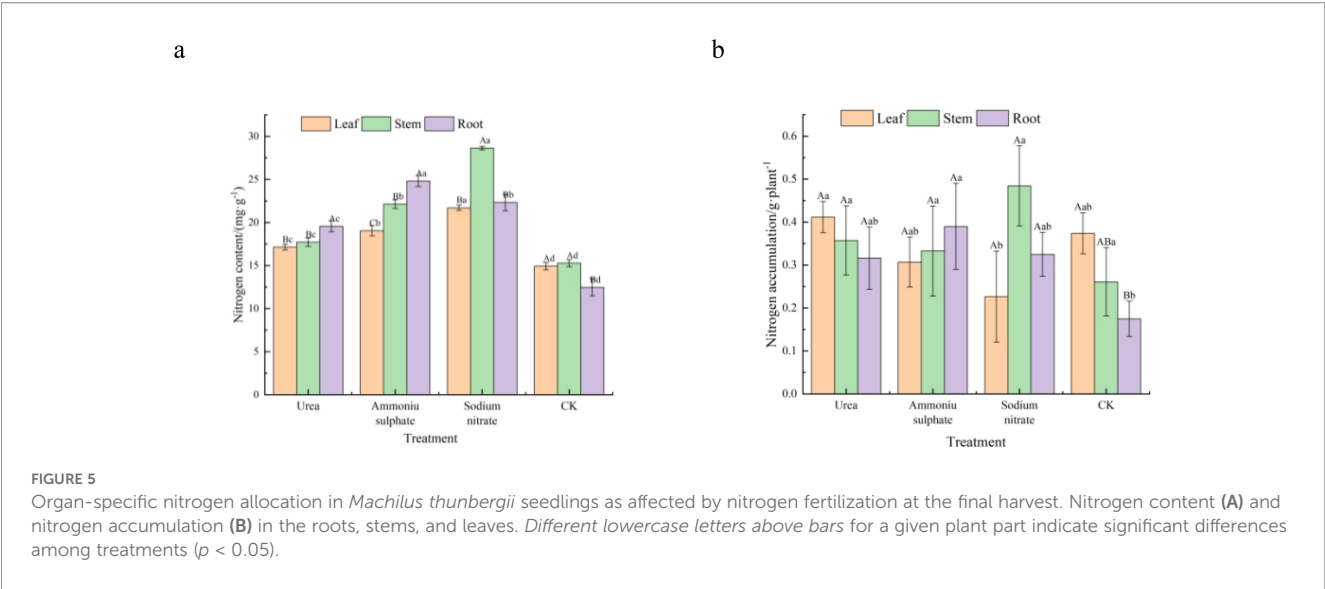 a
b
Leaf Stem Root
30
25
20
15
10
5
0
Nitrogen content/(mg·g-1)
Bc Bc Ac
Cb Bb Aa
Ba Aa Bb
Ad Ad Bd
Urea
Ammoniu
sulphate
Sodium
nitrate
CK
Treatment
Leaf Stem Root
0.6
0.5
0.4
0.3
0.2
0.1
0.0
Nitrogen accumulation/g·plant-1
Aa Aa Aab
Aab Aa Aa
Ab Aa Aab
Aab ABa Bb
Urea
Ammoniu
sulphate
Sodium
nitrate
CK
Treatment
FIGURE 5
Organ-specific nitrogen allocation in Machilus thunbergii seedlings as affected by nitrogen fertilization at the final harvest. Nitrogen content (A) and
nitrogen accumulation (B) in the roots, stems, and leaves. Different lowercase letters above bars for a given plant part indicate significant differences
among treatments (p < 0.05).